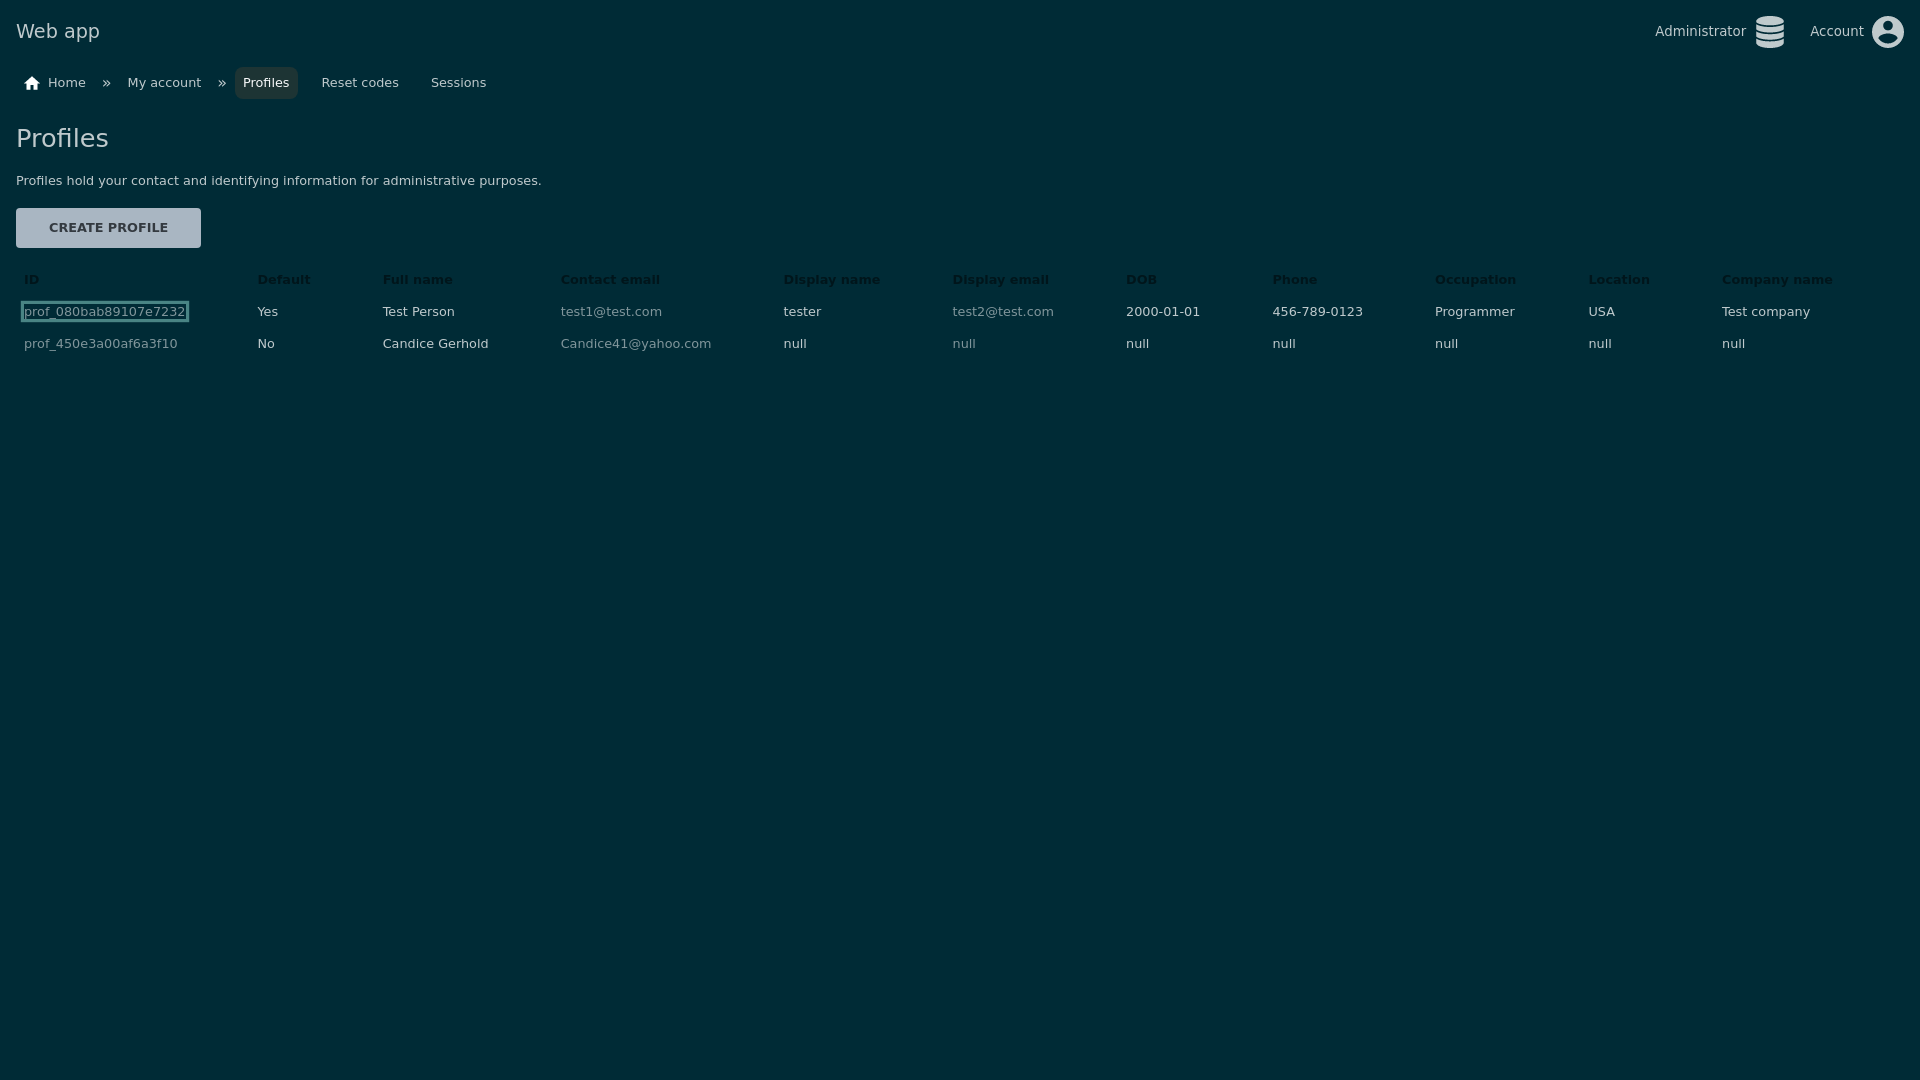 Web app
Administrator
Account
Home » My account » Profiles Reset codes Sessions
Profiles
Profiles hold your contact and identifying information for administrative purposes.
CREATE PROFILE
ID Default Full name Contact email Display name Display email DOB Phone Occupation Location Company name
prof_080bab89107e7232 Yes Test Person test1@test.com tester test2@test.com 2000-01-01 456-789-0123 Programmer USA Test company
prof_450e3a00af6a3f10 No Candice Gerhold Candice41@yahoo.com null null null null null null null